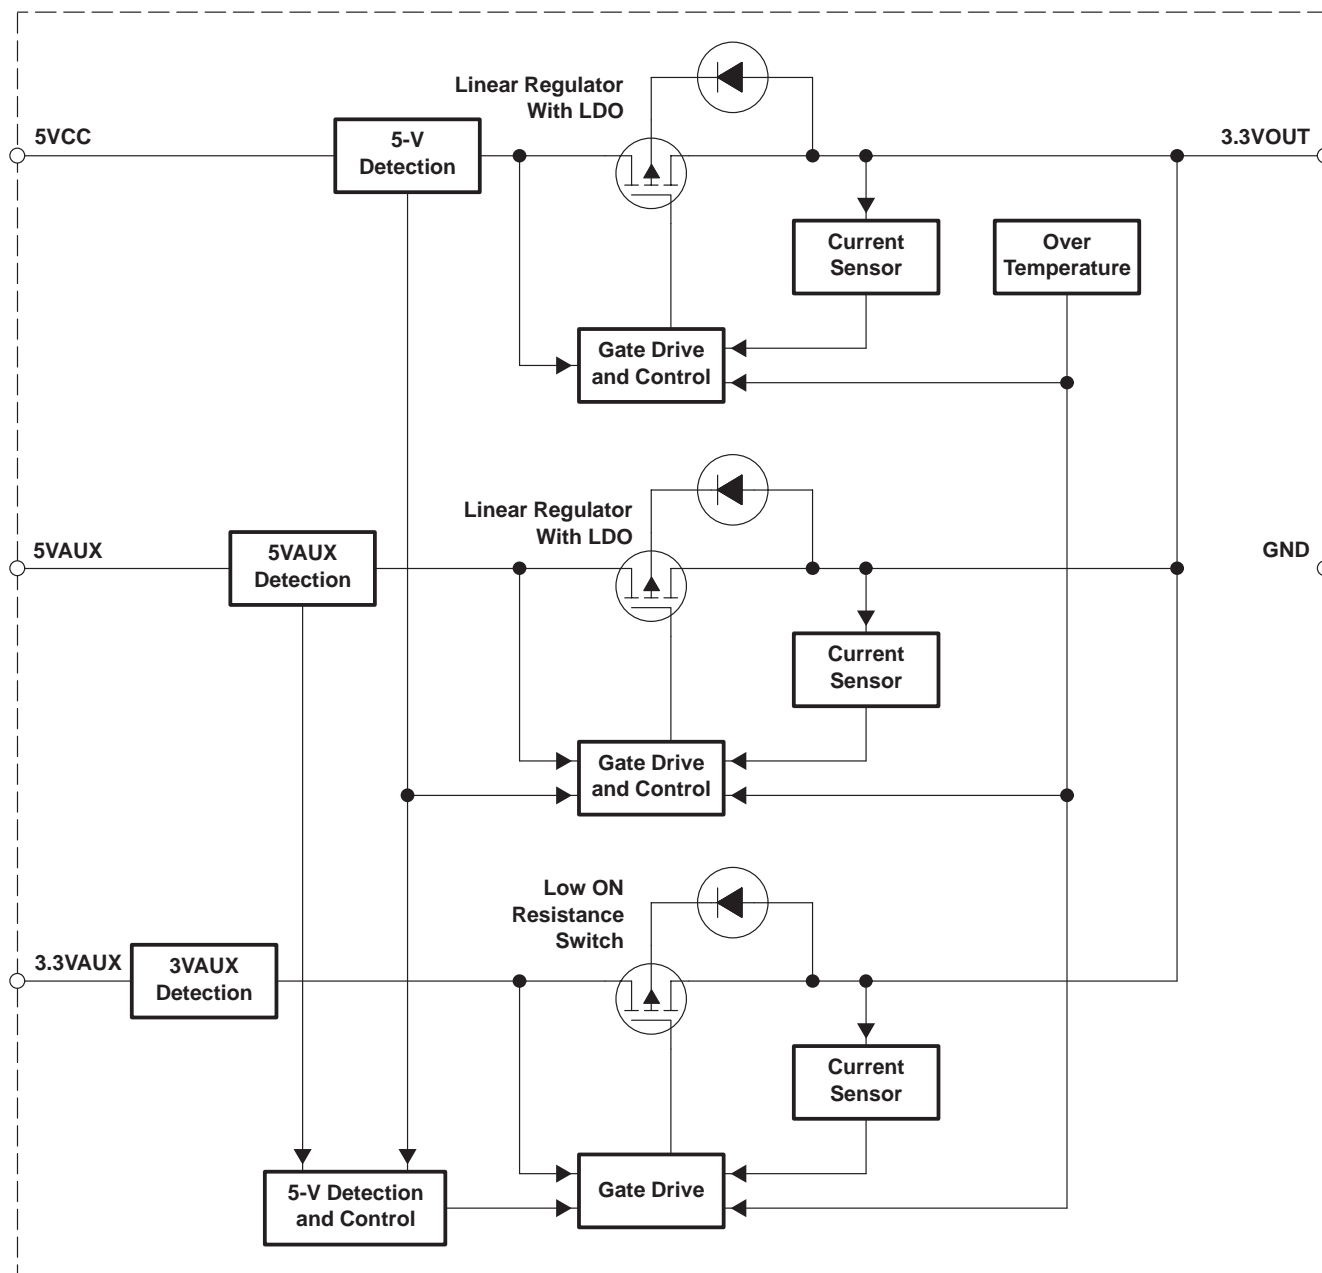 Linear Regulator
With LDO
5VCC
5-V
Detection
3.3VOUT
Current
Sensor
Over
Temperature
Gate Drive
and Control
Linear Regulator
With LDO
5VAUX
5VAUX
Detection
GND
Current
Sensor
Gate Drive
and Control
Low ON
Resistance
Switch
3.3VAUX
3VAUX
Detection
Current
Sensor
5-V Detection
and Control
Gate Drive